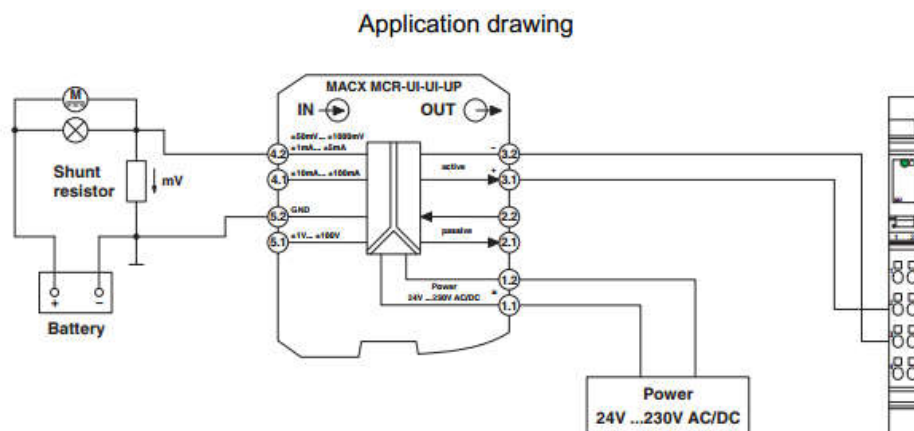 Application drawing
MACX MCR-UI-UI-UP
IN
OUT
M
±50mV... ±1000mV
±1mA... ±5mA
4.2
- 3.2
Shunt
resistor
mV
4.1
±10mA... ±100mA
active
+ 3.1
5.2
GND
2.2
5.1
±1V... ±100V
passive
2.1
1.2
Power
24V ...230V AC/DC
1.1
+ -
Battery
Power
24V ...230V AC/DC